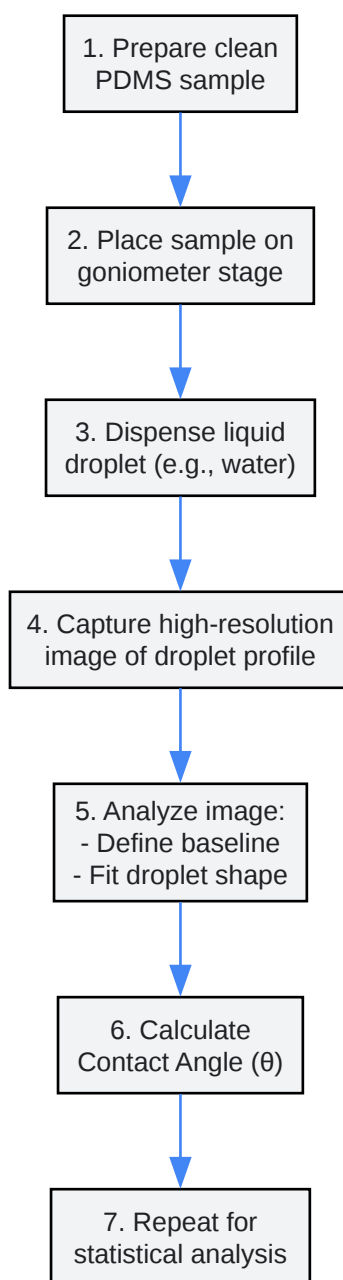 1. Prepare clean
PDMS sample
2. Place sample on
goniometer stage
3. Dispense liquid
droplet (e.g., water)
4. Capture high-resolution
image of droplet profile
5. Analyze image:
- Define baseline
- Fit droplet shape
6. Calculate
Contact Angle (θ)
7. Repeat for
statistical analysis